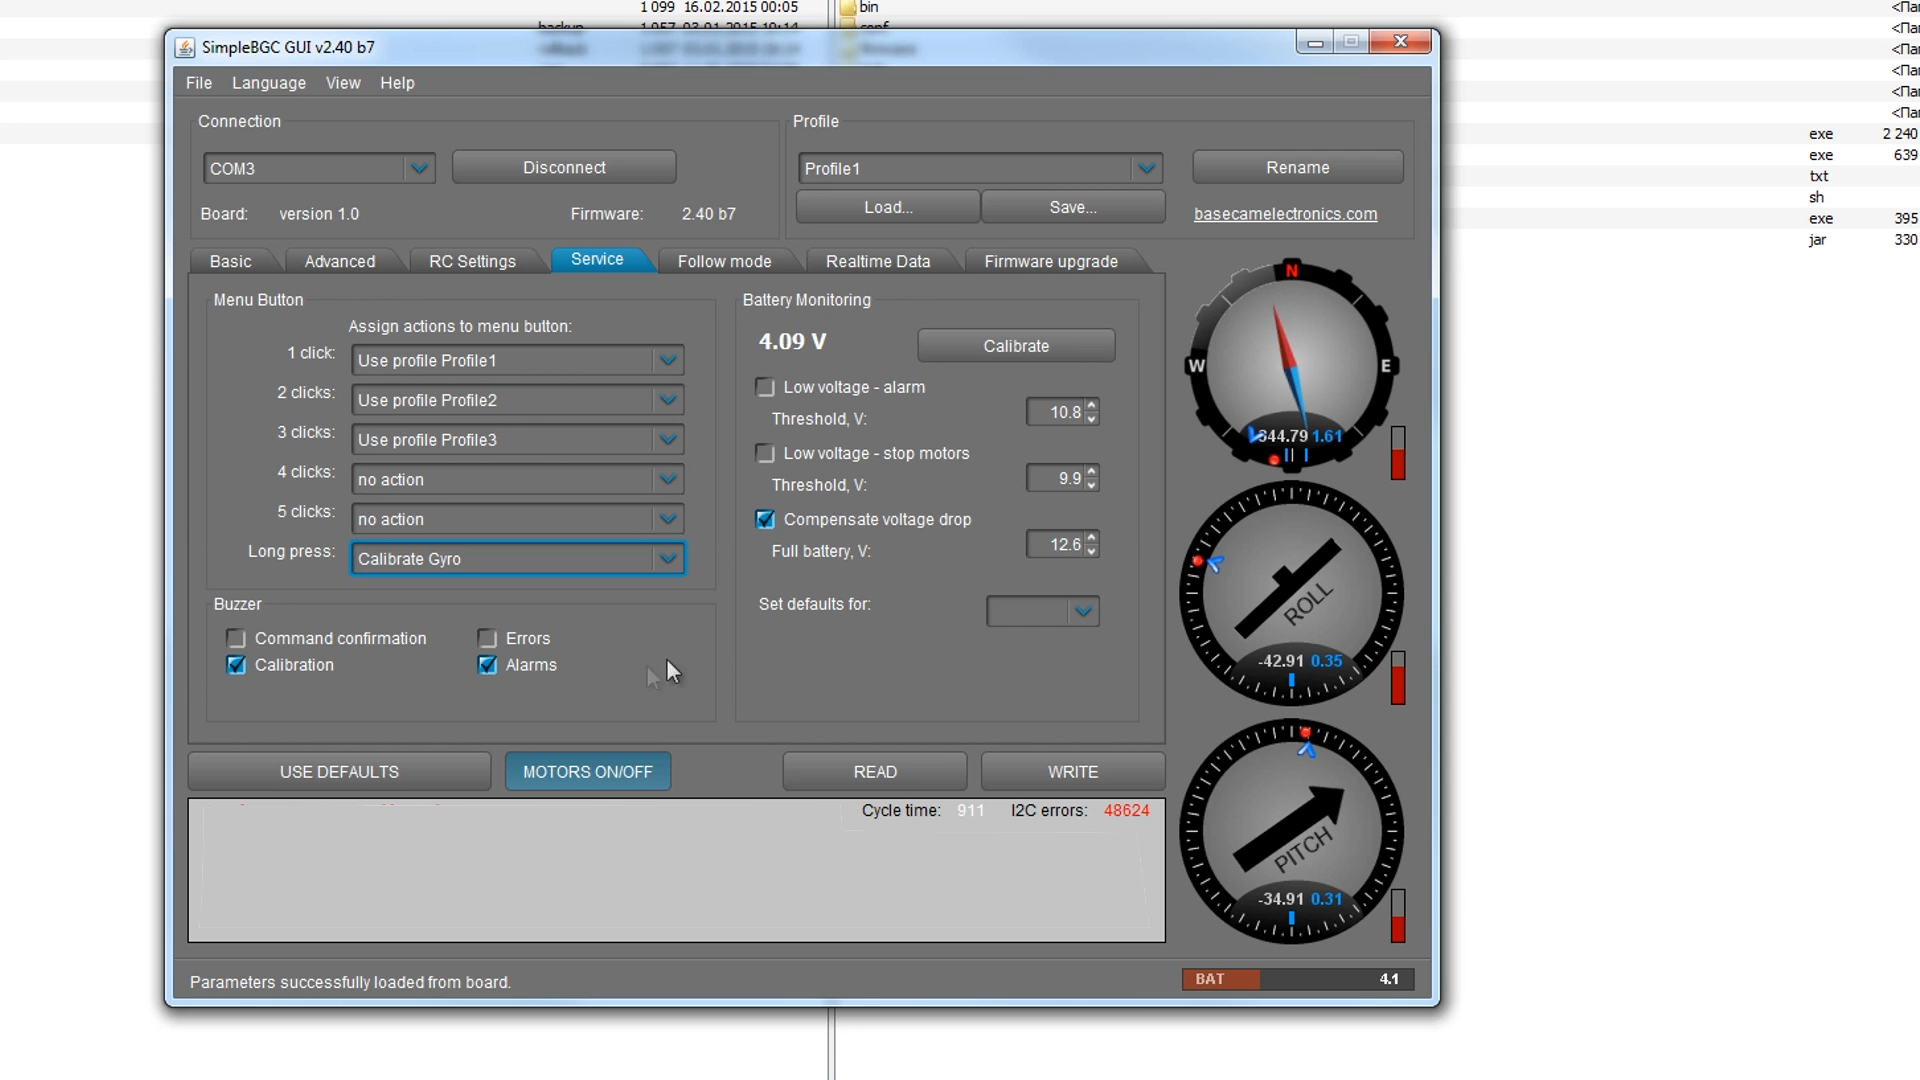 1 099 16.02.2015 00:05
bin
<Па
<Па
<Па
<Па
<Па
<Па
SimpleBGC GUI v2.40 b7
File Language View Help
Connection
COM3
Disconnect
Board: version 1.0 Firmware: 2.40 b7
Profile
Profile1
Rename
Load...
Save...
basecamelectronics.com
exe 2 240
exe 639
txt
sh
exe 395
jar 330
Basic
Advanced
RC Settings
Service
Follow mode
Realtime Data
Firmware upgrade
Menu Button
Assign actions to menu button:
1 click: Use profile Profile1
2 clicks: Use profile Profile2
3 clicks: Use profile Profile3
4 clicks: no action
5 clicks: no action
Long press: Calibrate Gyro
Buzzer
Command confirmation
Errors
Calibration
Alarms
Battery Monitoring
4.09 V
Calibrate
Low voltage - alarm
Threshold, V: 10.8
Low voltage - stop motors
Threshold, V: 9.9
Compensate voltage drop
Full battery, V: 12.6
Set defaults for:
N
W
E
344.79 1.61
ROLL
-42.91 0.35
PITCH
-34.91 0.31
USE DEFAULTS
MOTORS ON/OFF
READ
WRITE
Cycle time: 911 I2C errors: 48624
Parameters successfully loaded from board.
BAT 4.1